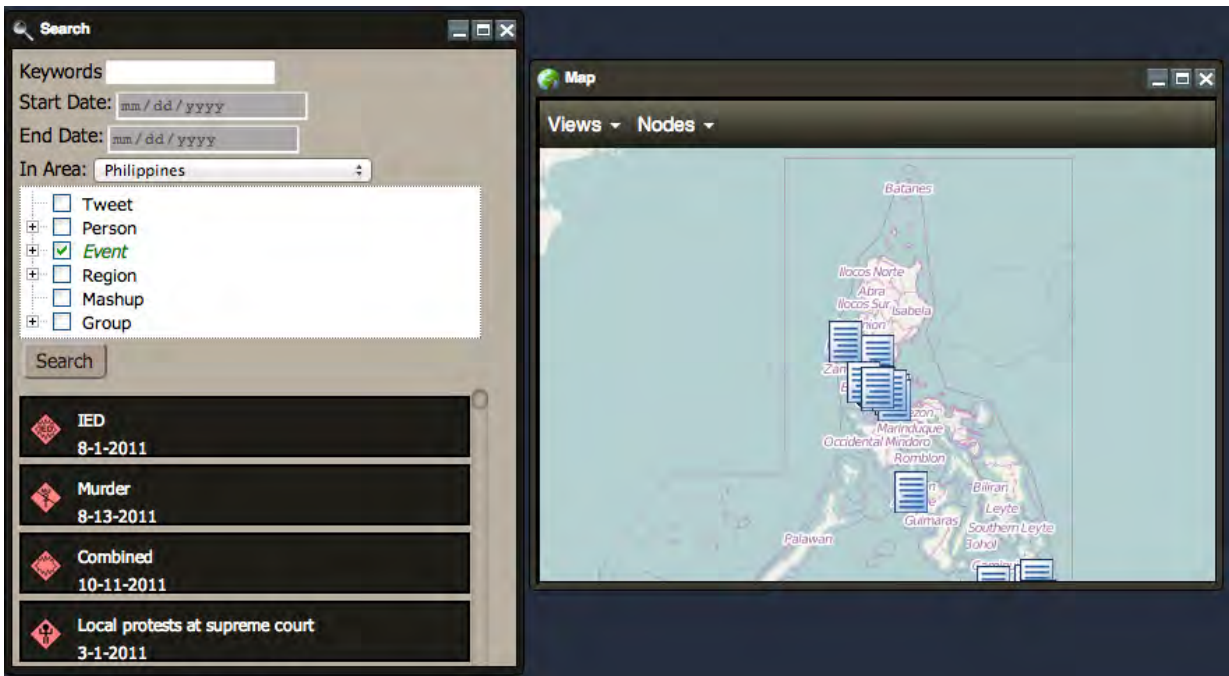 Search
Keywords
Start Date: mm/dd/yyyy
End Date: mm/dd/yyyy
In Area: Philippines
Tweet
Person
Event
Region
Mashup
Group
Search
IED
8-1-2011
Murder
8-13-2011
Combined
10-11-2011
Local protests at supreme court
3-1-2011
Map
Views Nodes
Batanes
Ilocos Norte
Abra
Ilocos Sur
Isabela
Marinduque
Occidental Mindoro
Romblon
Biliran
Leyte
Guimaras
Southern Leyte
Palawan
Bohol